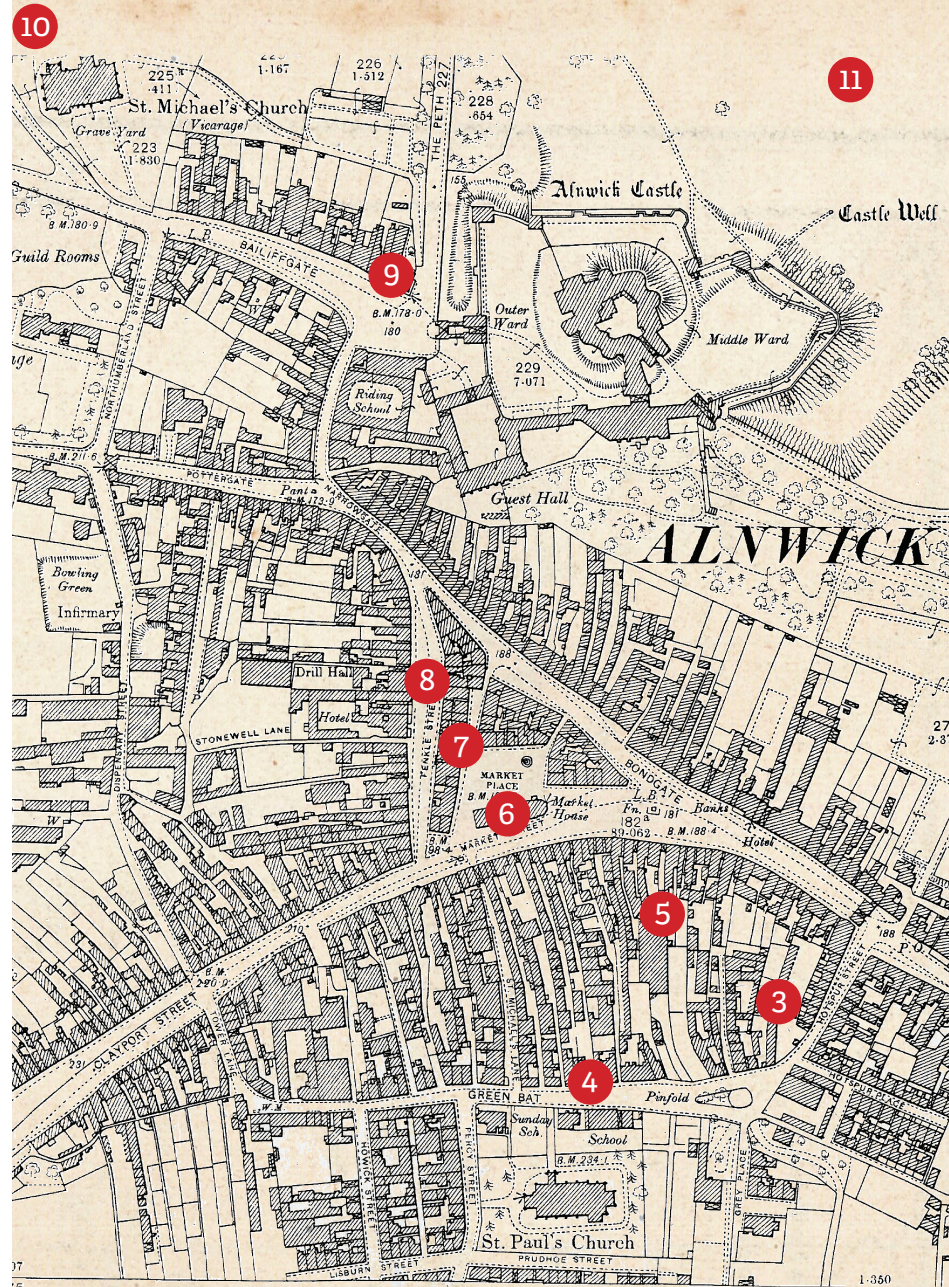 10
11
225
.411
1·167
226
1·512
THE PETH 227
228
·654
St. Michael's Church
(Vicarage)
Grave Yard
223
1·830
155
Alnwick Castle
Castle Well
B.M.180·9
L.B.
BAILIFFGATE
Guild Rooms
9
W
B.M.178·0
180
Outer
Ward
Middle Ward
229
7·071
NORTHUMBERLAND STREET
Riding
School
B.M.211·6
POTTERGATE
Pant
NARROWGATE
Guest Hall
ALNWICK
Bowling
Green
Infirmary
181
188
Drill Hall
8
Hotel
STONEWELL LANE
FENKLE STREET
DISPENSARY STREET
7
MARKET
PLACE
6
Market
House
MARKET STREET
BONDGATE
L.B.
Fn.
181
182
89·062
Banks
B.M.188·4
Hotel
W
5
188
P.O.
HOTSPUR STREET
3
B.M.
220·2
CLAYPORT STREET
231
TOWER LANE
ST. MICHAEL'S LANE
4
GREEN BAT
Pinfold
HOTSPUR PLACE
W.M.
Sunday
Sch.
School
B.M.234·1
HOWICK STREET
PERCY STREET
GREY PLACE
St. Paul's Church
PRUDHOE STREET
LISBURN STREET
1·350